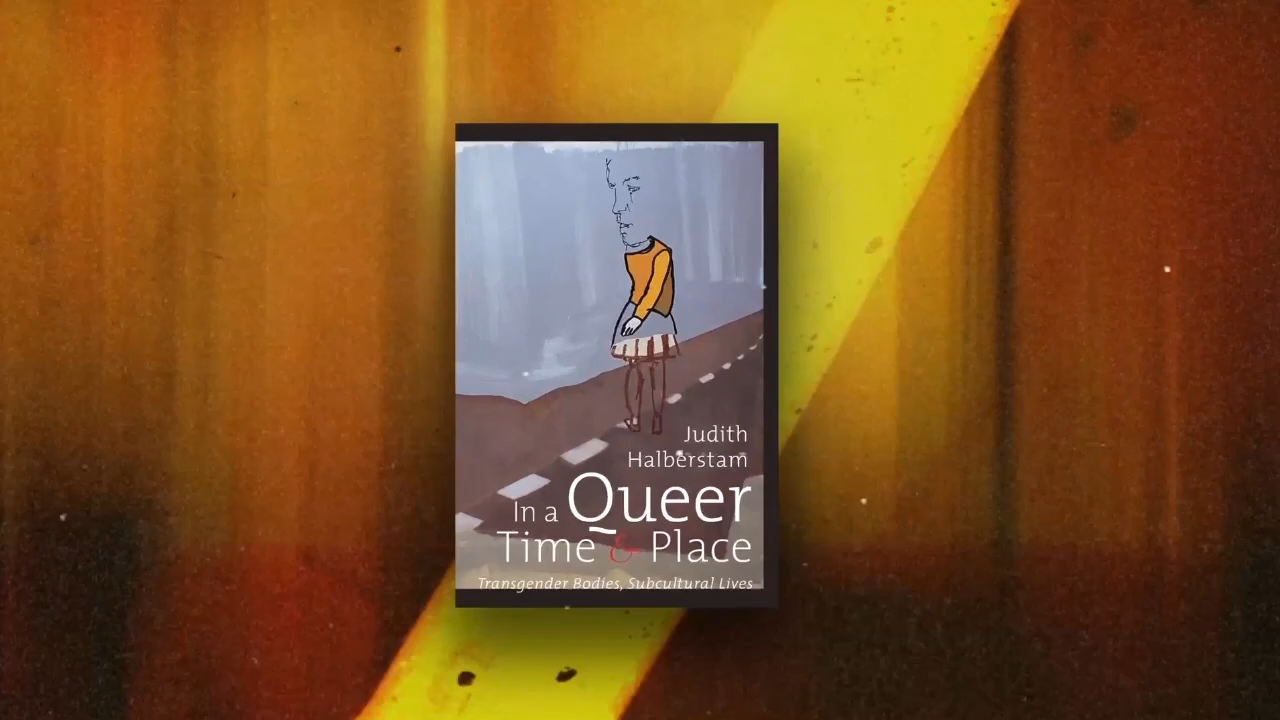 Judith
Halberstam
In a Queer
Time & Place
Transgender Bodies, Subcultural Lives